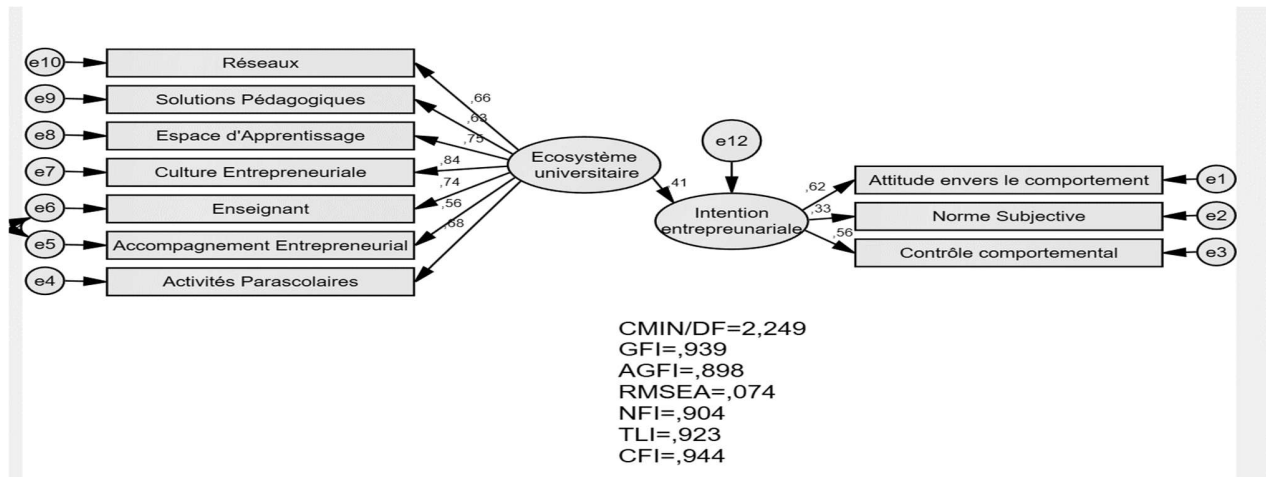 e10
Réseaux
e9
Solutions Pédagogiques
e8
Espace d'Apprentissage
e7
Culture Entrepreneuriale
e6
Enseignant
e5
Accompagnement Entrepreneurial
e4
Activités Parascolaires
,66
,63
,75
,84
,74
,56
,68
Ecosystème
universitaire
,41
e12
Intention
entrepreunariale
,62
,33
,56
Attitude envers le comportement
e1
Norme Subjective
e2
Contrôle comportemental
e3
CMIN/DF=2,249
GFI=,939
AGFI=,898
RMSEA=,074
NFI=,904
TLI=,923
CFI=,944